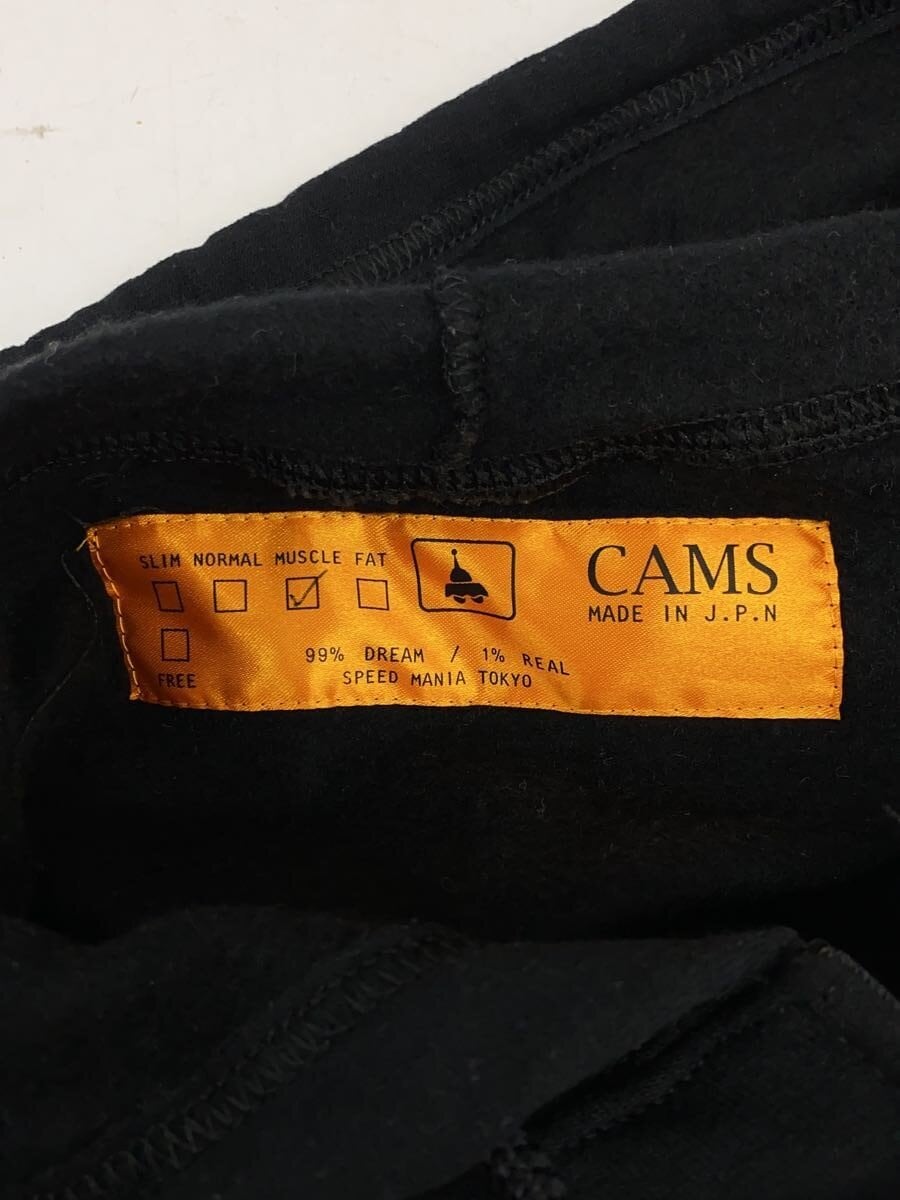 SLIM NORMAL MUSCLE FAT
FREE
99% DREAM / 1% REAL
SPEED MANIA TOKYO
CAMS
MADE IN J.P.N